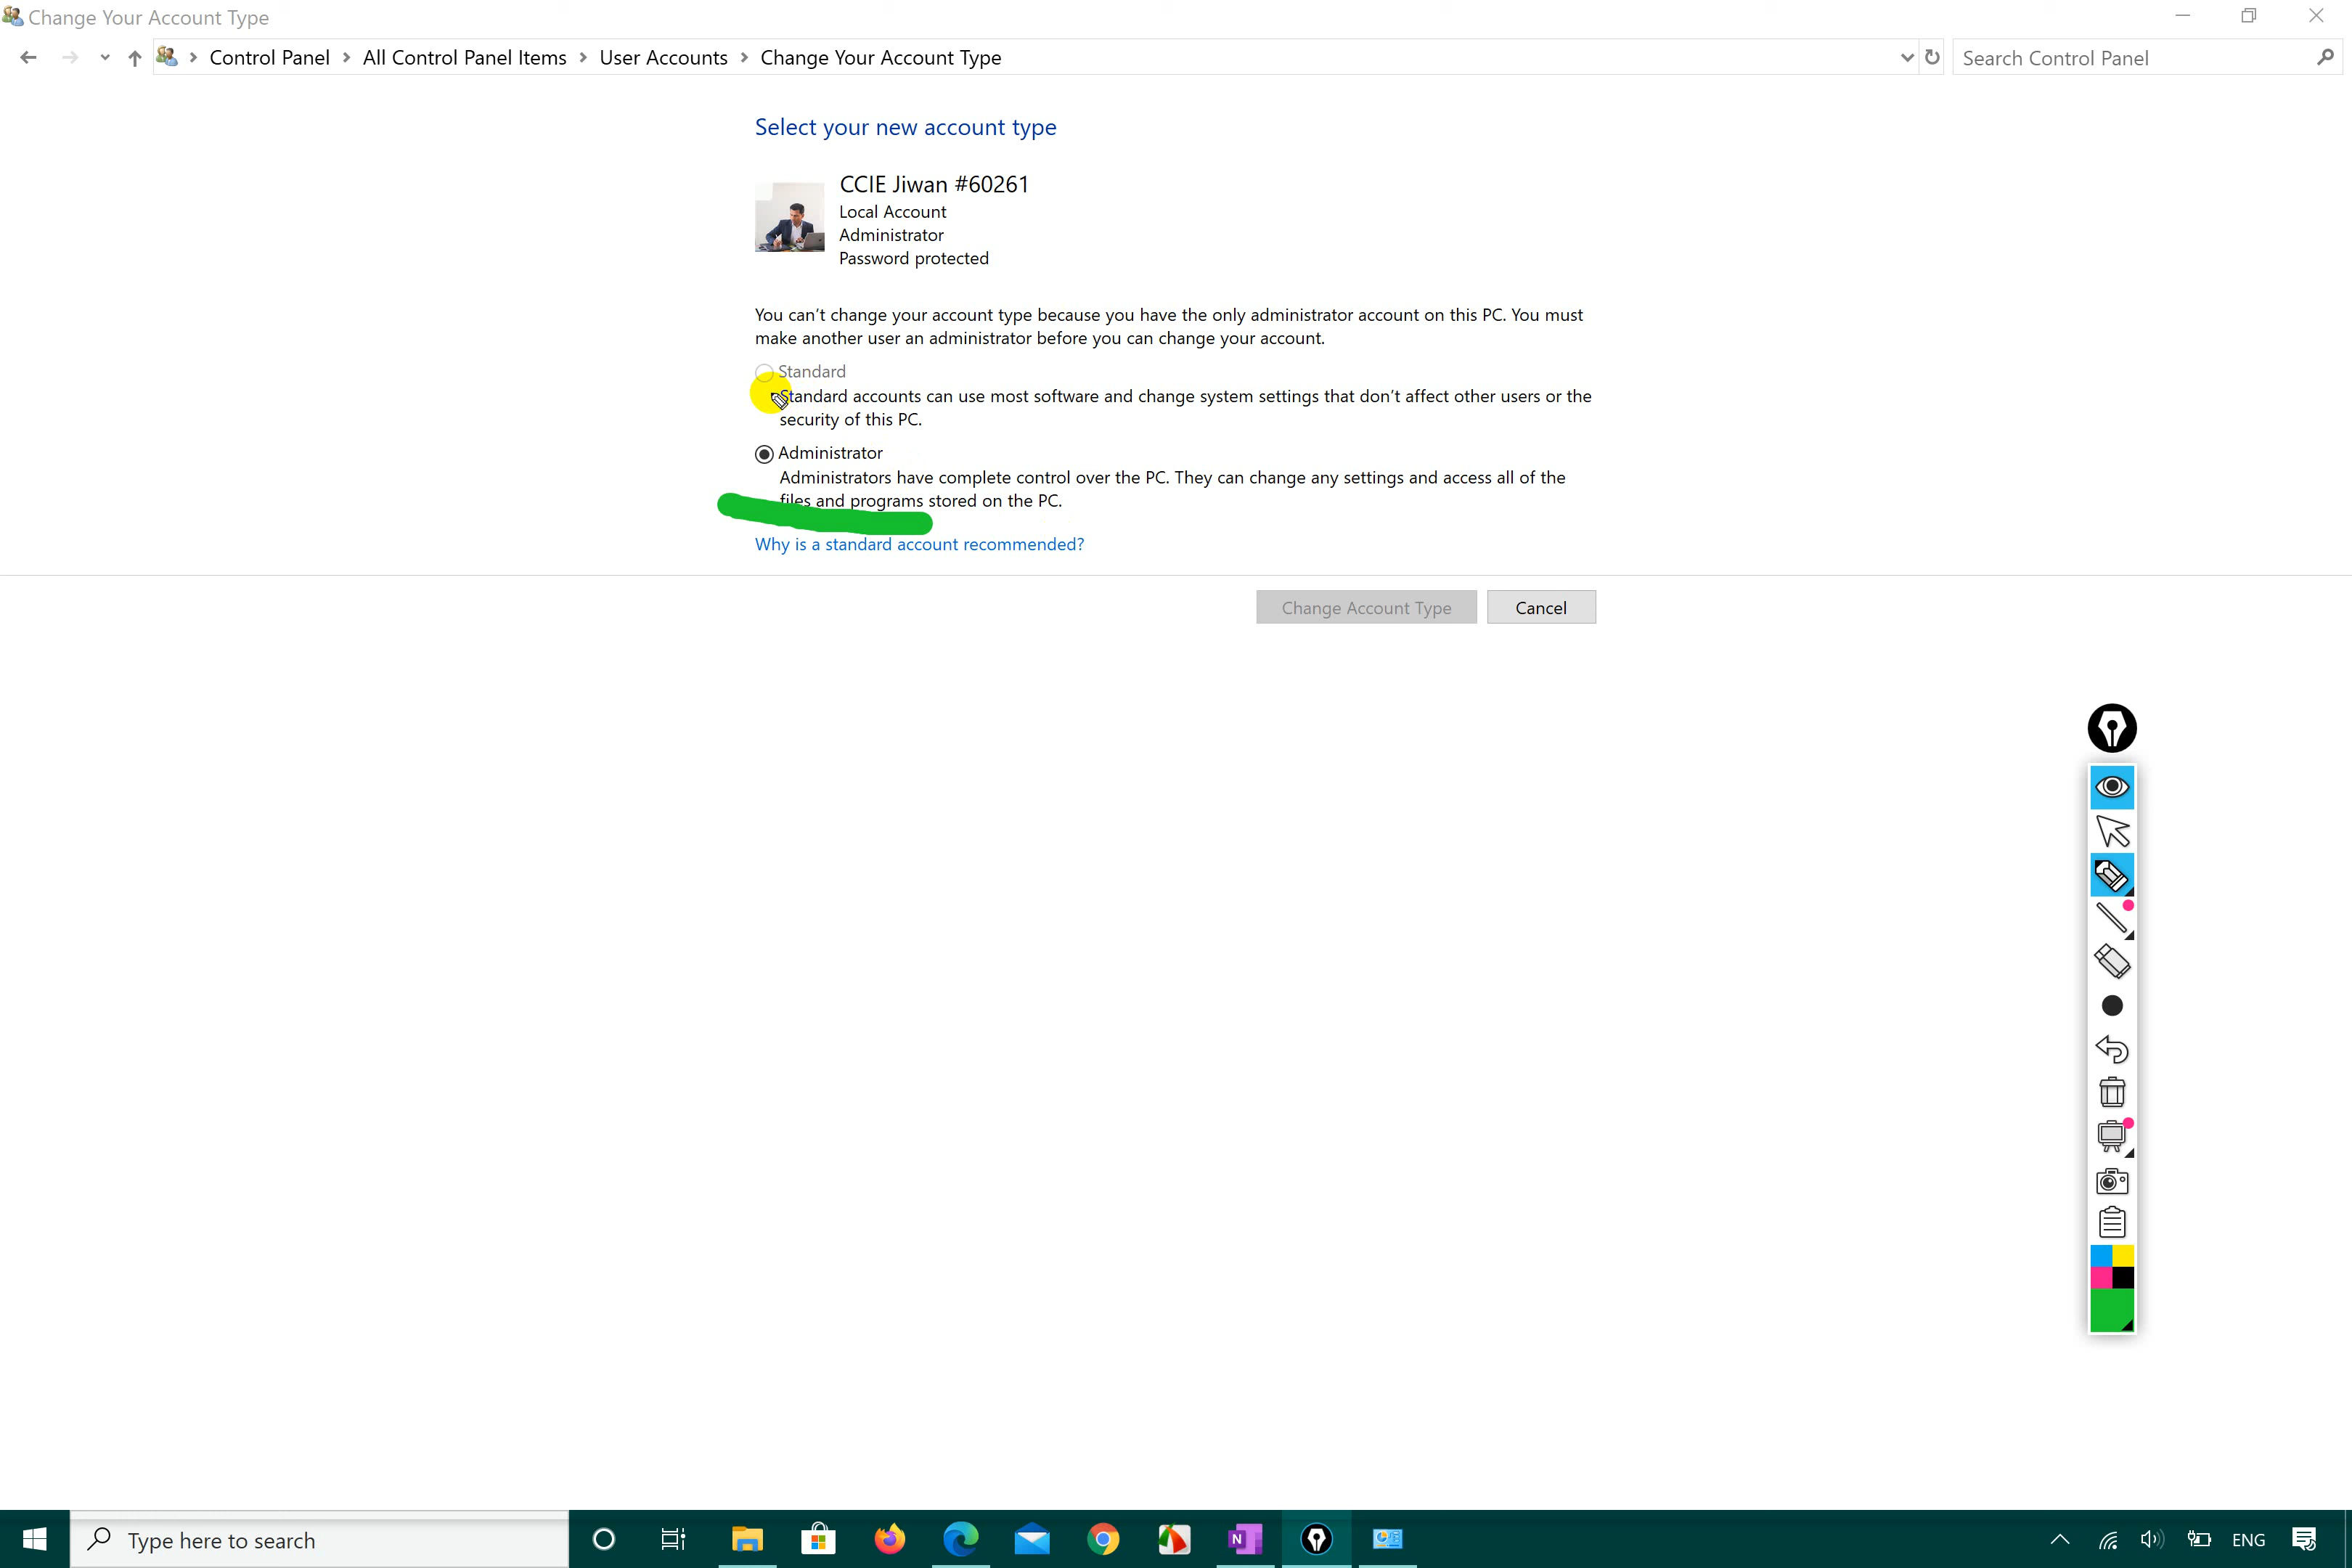 Change Your Account Type
Control Panel > All Control Panel Items > User Accounts > Change Your Account Type
Search Control Panel
Select your new account type
CCIE Jiwan #60261
Local Account
Administrator
Password protected
You can't change your account type because you have the only administrator account on this PC. You must
make another user an administrator before you can change your account.
Standard
Standard accounts can use most software and change system settings that don't affect other users or the
security of this PC.
Administrator
Administrators have complete control over the PC. They can change any settings and access all of the
files and programs stored on the PC.
Why is a standard account recommended?
Change Account Type
Cancel
Type here to search
N
ENG